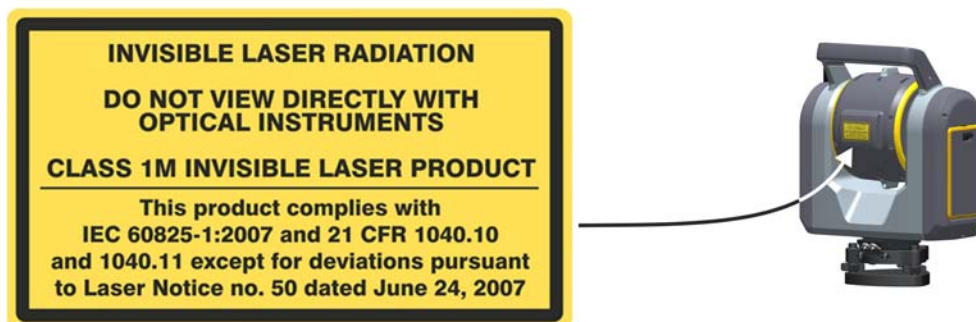 INVISIBLE LASER RADIATION
DO NOT VIEW DIRECTLY WITH
OPTICAL INSTRUMENTS
CLASS 1M INVISIBLE LASER PRODUCT
This product complies with
IEC 60825-1:2007 and 21 CFR 1040.10
and 1040.11 except for deviations pursuant
to Laser Notice no. 50 dated June 24, 2007